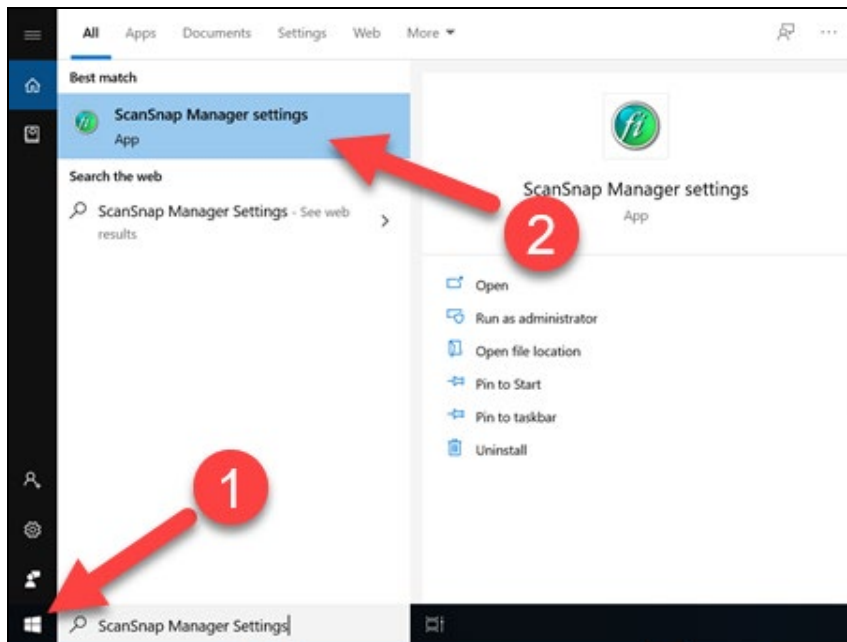 All Apps Documents Settings Web More
Best match
fi
ScanSnap Manager settings
App
Search the web
ScanSnap Manager Settings - See web
results
fi
ScanSnap Manager settings
App
2
Open
Run as administrator
Open file location
Pin to Start
Pin to taskbar
Uninstall
1
ScanSnap Manager Settings